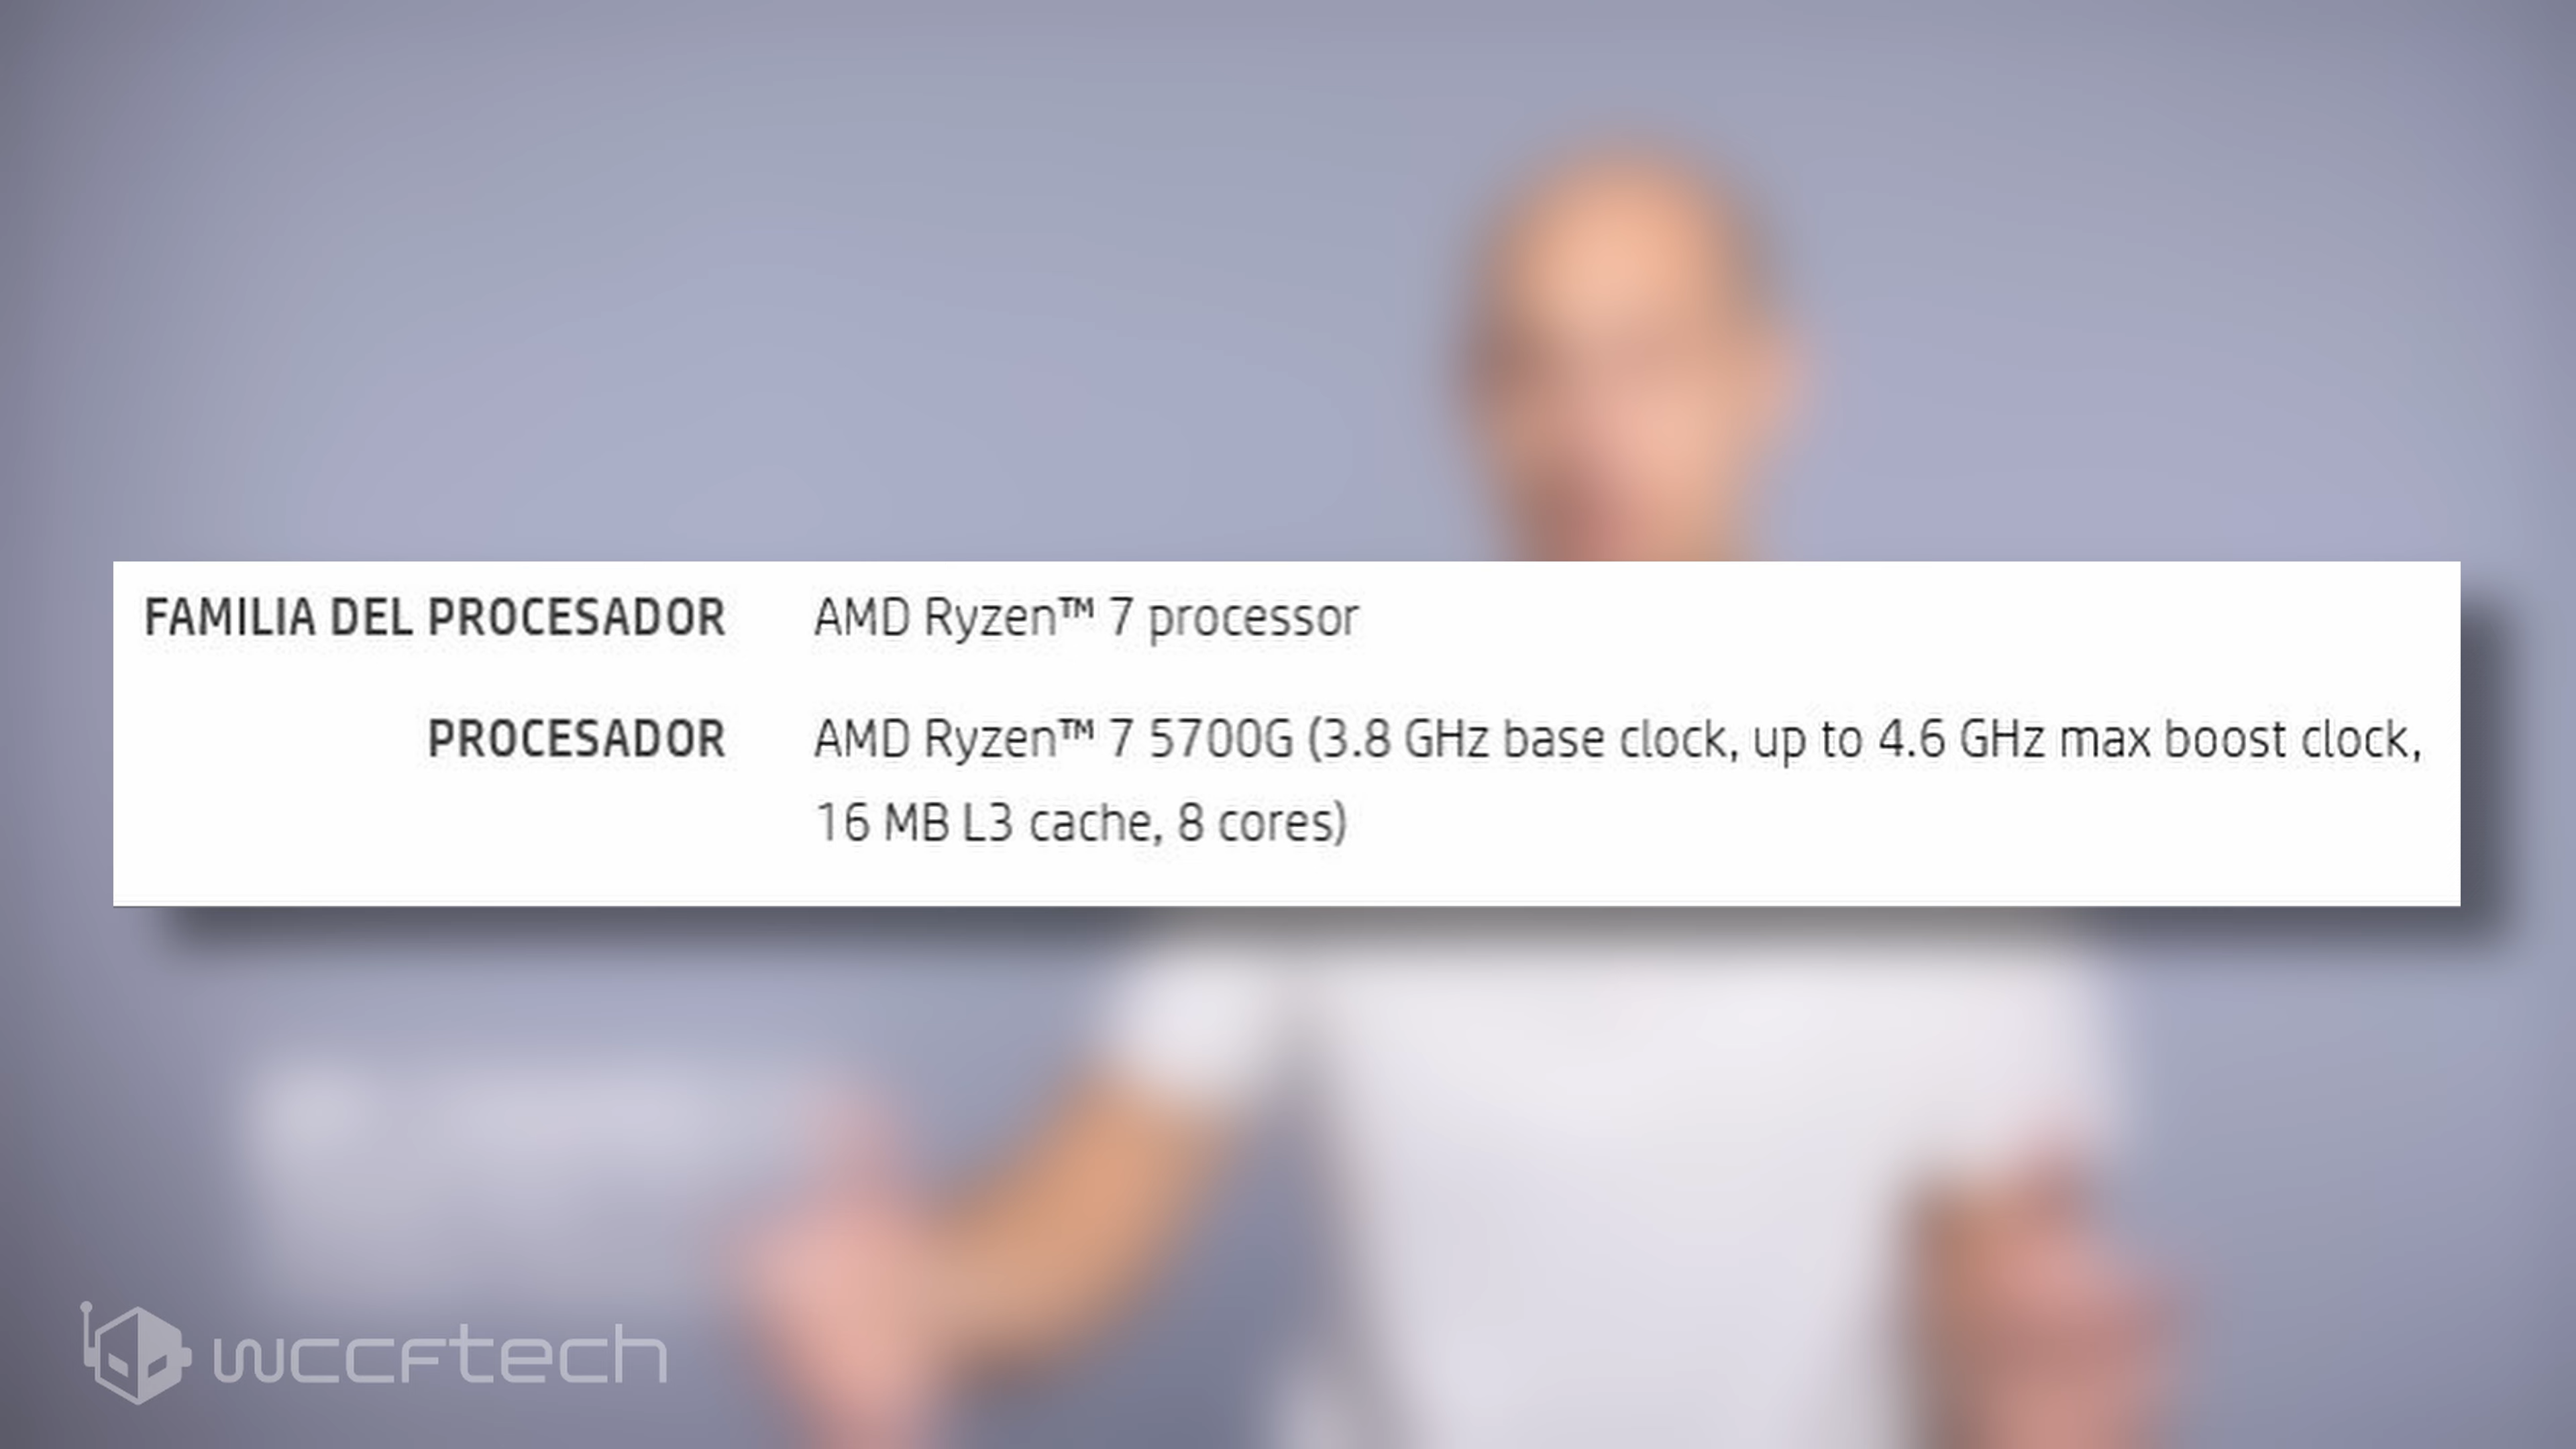 FAMILIA DEL PROCESADOR AMD Ryzen™ 7 processor
PROCESADOR AMD Ryzen™ 7 5700G (3.8 GHz base clock, up to 4.6 GHz max boost clock,
16 MB L3 cache, 8 cores)
wccftech